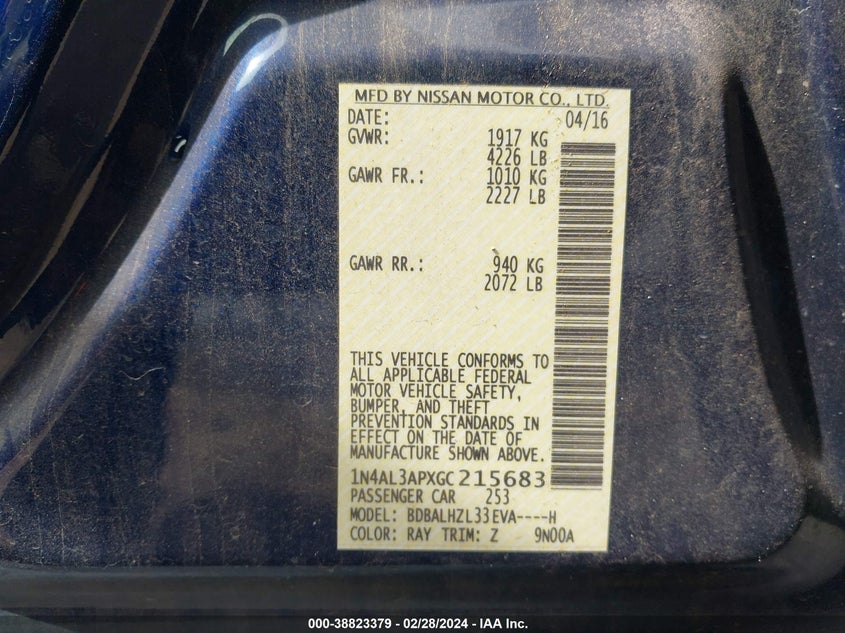 MFD BY NISSAN MOTOR CO., LTD.
DATE: 04/16
GVWR: 1917 KG
4226 LB
GAWR FR.: 1010 KG
2227 LB
GAWR RR.: 940 KG
2072 LB
THIS VEHICLE CONFORMS TO
ALL APPLICABLE FEDERAL
MOTOR VEHICLE SAFETY,
BUMPER, AND THEFT
PREVENTION STANDARDS IN
EFFECT ON THE DATE OF
MANUFACTURE SHOWN ABOVE.
1N4AL3APXGC215683
PASSENGER CAR 253
MODEL: BDBALHZL33EVA----H
COLOR: RAY TRIM: Z 9N00A
000-38823379 - 02/28/2024 - IAA Inc.